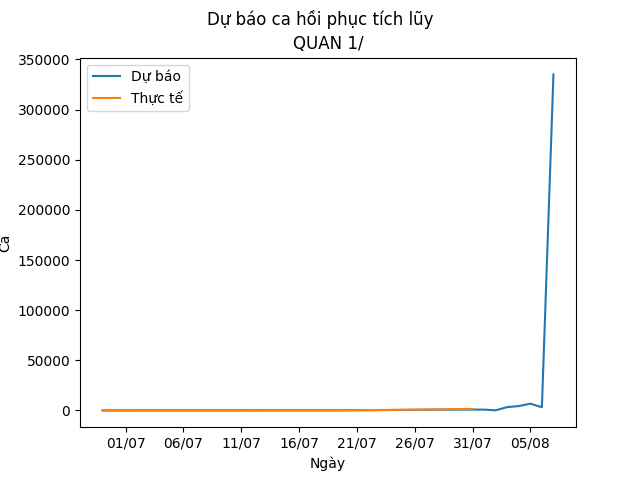 Dự báo ca hồi phục tích lũy
QUAN 1/
Dự báo
Thực tế
350000
300000
250000
200000
150000
100000
50000
0
Ca
01/07 06/07 11/07 16/07 21/07 26/07 31/07 05/08
Ngày